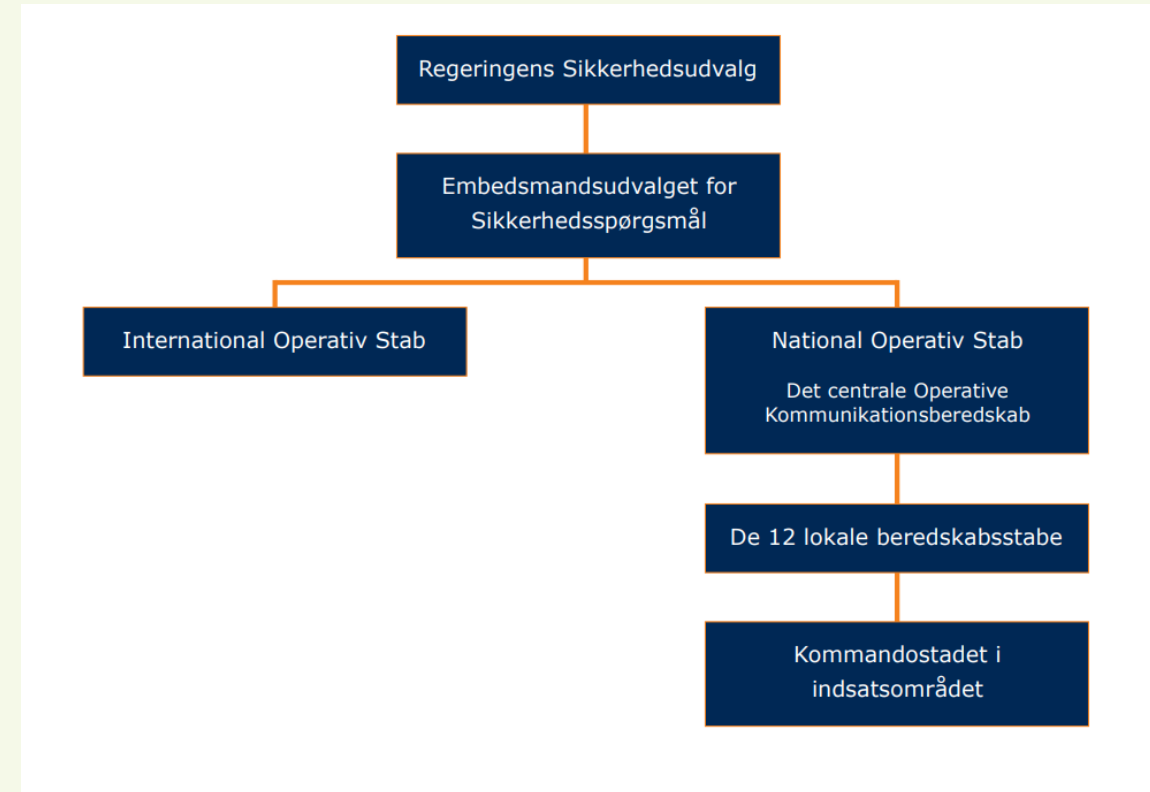 Regeringens Sikkerhedsudvalg
Embedsmandsudvalget for
Sikkerhedsspørgsmål
International Operativ Stab
National Operativ Stab
Det centrale Operative
Kommunikationsberedskab
De 12 lokale beredskabsstabe
Kommandostadet i
indsatsområdet